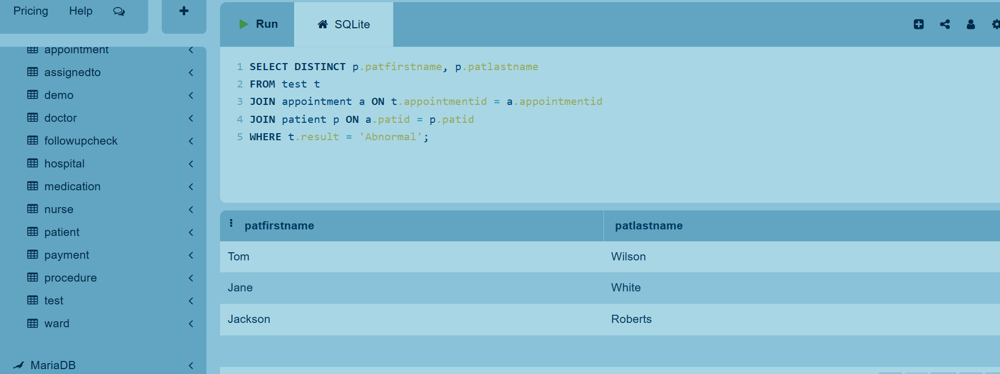 Pricing Help
Run SQLite
appointment
assignedto
demo
doctor
followupcheck
hospital
medication
nurse
patient
payment
procedure
test
ward
MariaDB
1 SELECT DISTINCT p.patfirstname, p.patlastname
2 FROM test t
3 JOIN appointment a ON t.appointmentid = a.appointmentid
4 JOIN patient p ON a.patid = p.patid
5 WHERE t.result = 'Abnormal';
patfirstname patlastname
Tom Wilson
Jane White
Jackson Roberts